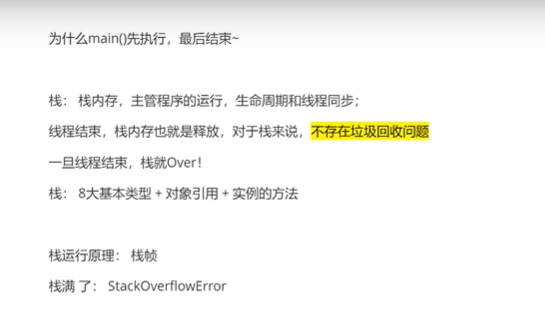 为什么main()先执行，最后结束~
栈： 栈内存，主管程序的运行，生命周期和线程同步；
线程结束，栈内存也就是释放，对于栈来说，不存在垃圾回收问题
一旦线程结束，栈就Over！
栈： 8大基本类型 + 对象引用 + 实例的方法
栈运行原理： 栈帧
栈满 了： StackOverflowError